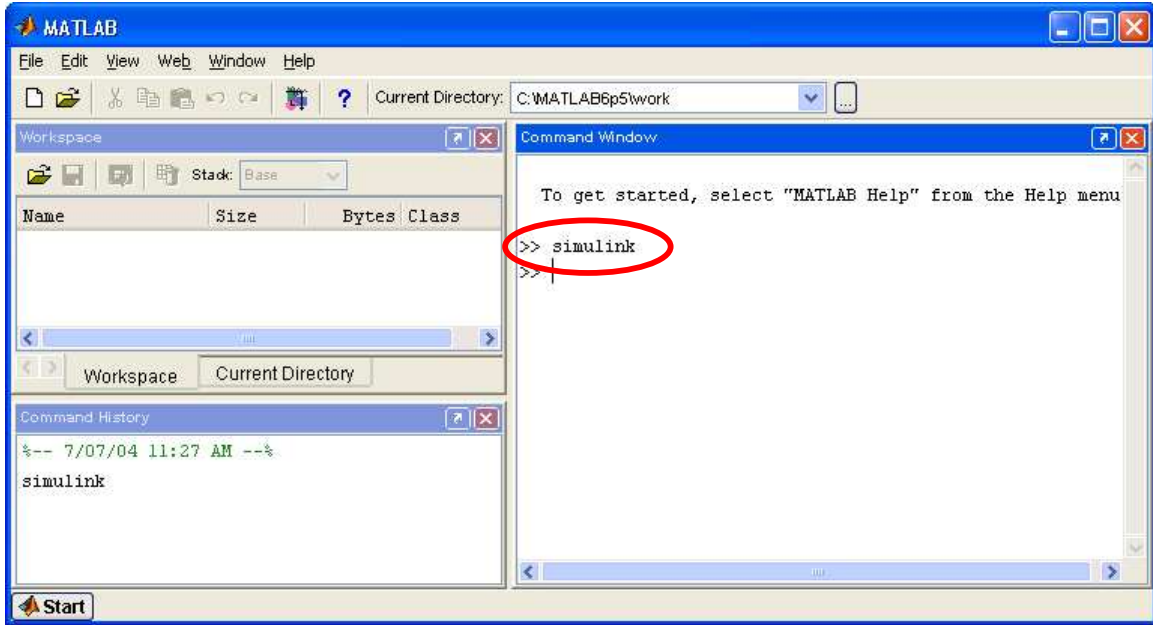 MATLAB
File Edit View Web Window Help
? Current Directory: C:\MATLAB6p5\work ...
Workspace
Stack: Base
Name Size Bytes Class
Workspace Current Directory
Command History
%-- 7/07/04 11:27 AM --%
simulink
Command Window
To get started, select "MATLAB Help" from the Help menu
>> simulink
>>
Start